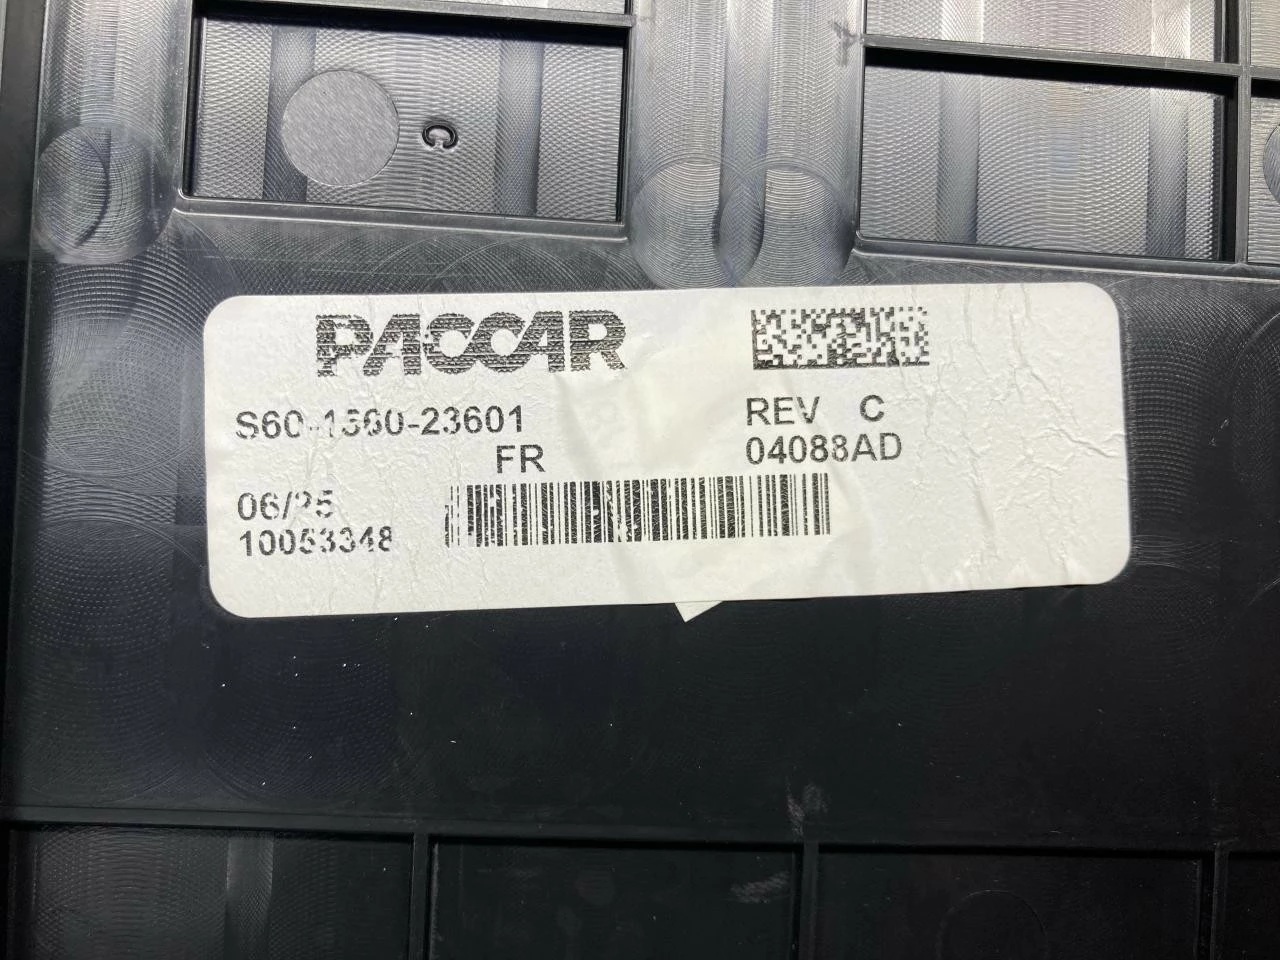 C
PACCAR
S60-1560-23601 REV C
FR 04088AD
06/25
10053348